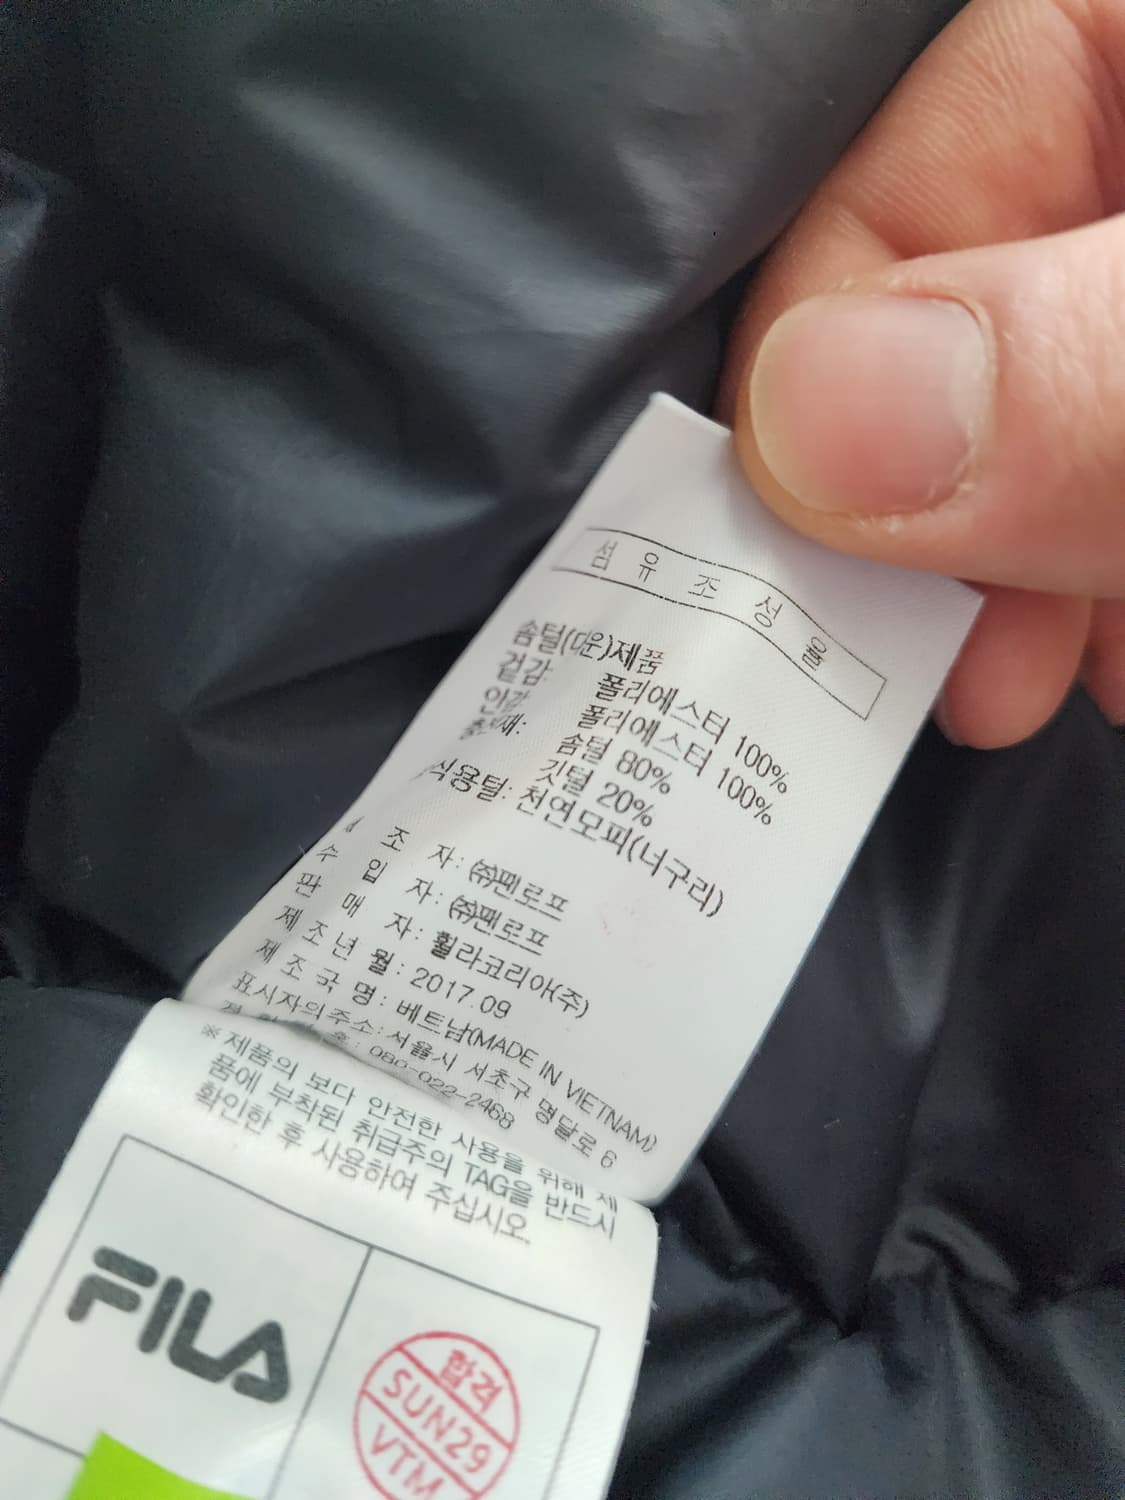 섬유조성율
솜털(다운)제품
겉감: 폴리에스터 100%
안감 폴리에스터 100%
충전재: 솜털 80%
깃털 20%
식용털: 천연모피(너구리)
조 자: ㈜펜로프
수 입 자: ㈜펜로프
판 매 자: 휠라코리아(주)
제 조 년 월: 2017.09
제 조 국 명: 베트남(MADE IN VIETNAM)
표시자의주소: 서울시 서초구 명달로 6
080-022-2468
※ 제품의 보다 안전한 사용을 위해 제
품에 부착된 취급주의 TAG을 반드시
확인한 후 사용하여 주십시오.
FILA
합격
SUN29
VTM